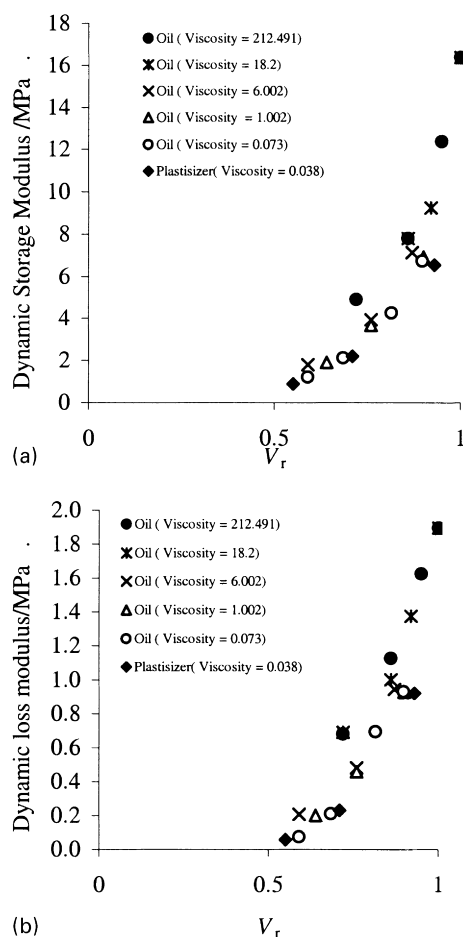 18
16
14
12
10
8
6
4
2
0
Dynamic Storage Modulus /MPa .
Oil ( Viscosity = 212.491)
Oil ( Viscosity = 18.2)
Oil ( Viscosity = 6.002)
Oil ( Viscosity = 1.002)
Oil ( Viscosity = 0.073)
Plastisizer( Viscosity = 0.038)
0 0.5 1
(a) Vr
2.0
1.8
1.6
1.4
1.2
1.0
0.8
0.6
0.4
0.2
0.0
Dynamic loss modulus/MPa .
Oil ( Viscosity = 212.491)
Oil ( Viscosity = 18.2)
Oil ( Viscosity = 6.002)
Oil ( Viscosity = 1.002)
Oil ( Viscosity = 0.073)
Plastisizer( Viscosity = 0.038)
0 0.5 1
(b) Vr